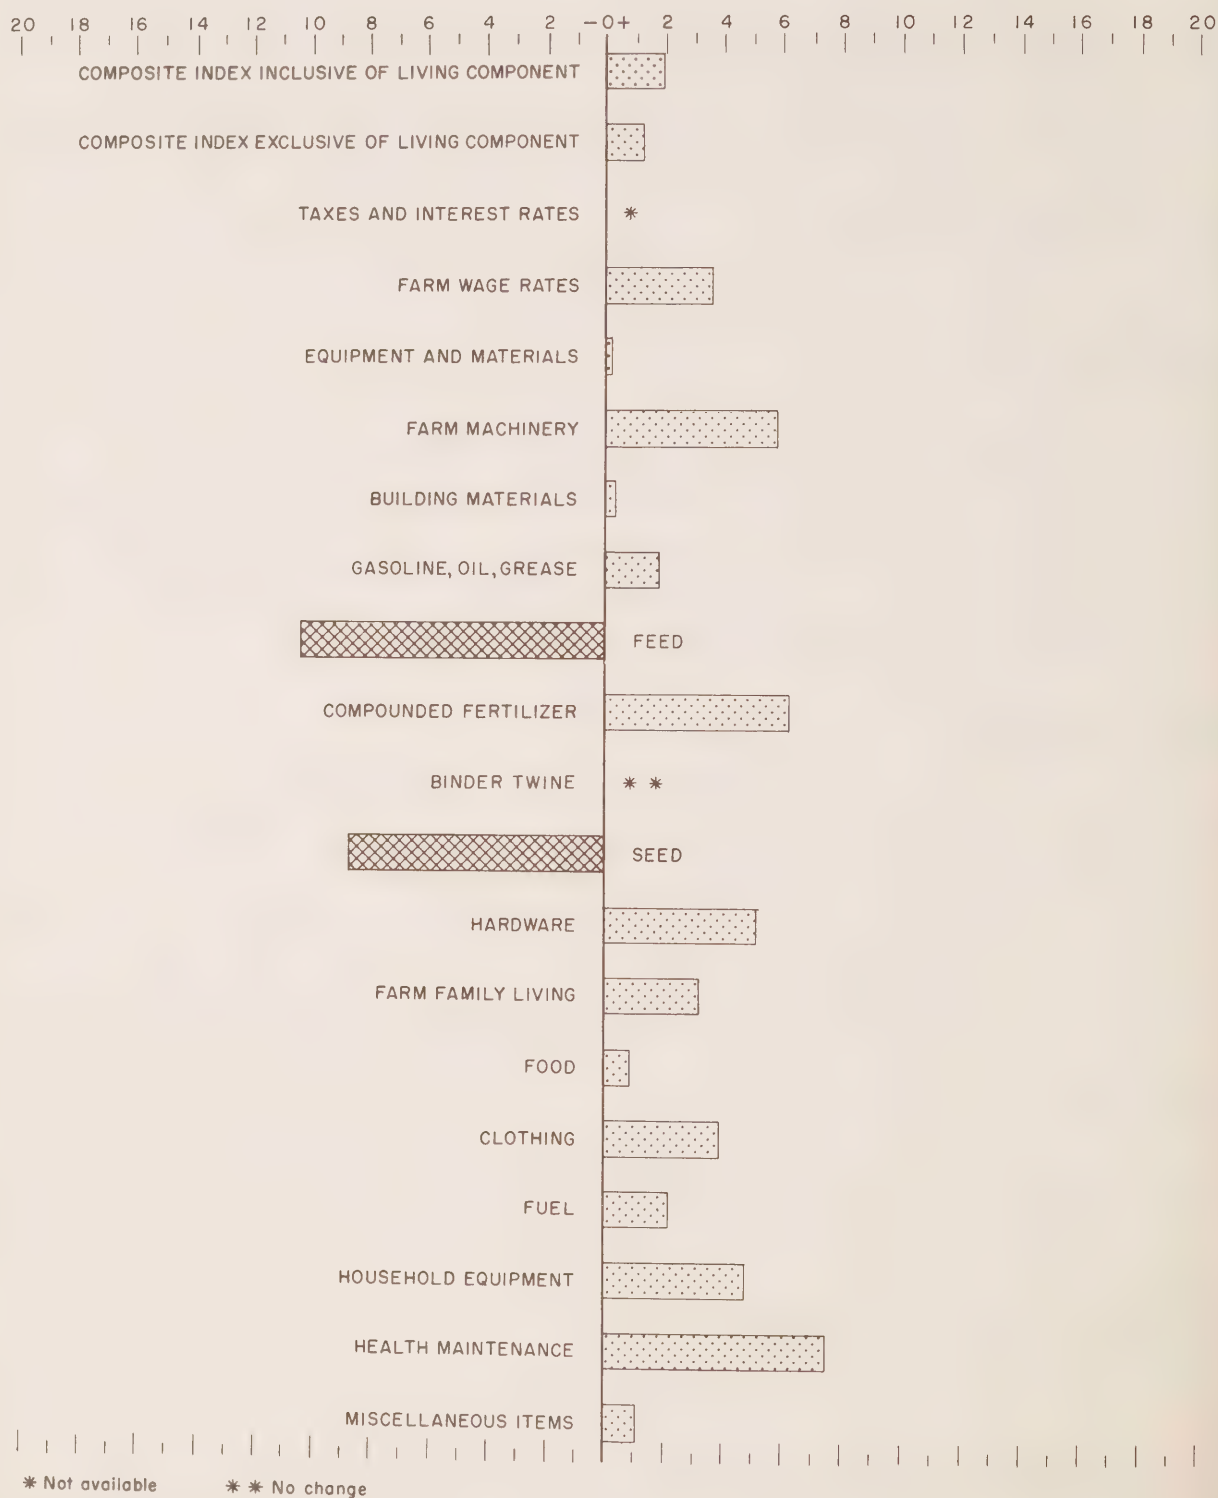 20 18 16 14 12 10 8 6 4 2 -0+ 2 4 6 8 10 12 14 16 18 20
COMPOSITE INDEX INCLUSIVE OF LIVING COMPONENT
COMPOSITE INDEX EXCLUSIVE OF LIVING COMPONENT
TAXES AND INTEREST RATES *
FARM WAGE RATES
EQUIPMENT AND MATERIALS
FARM MACHINERY
BUILDING MATERIALS
GASOLINE, OIL, GREASE
FEED
COMPOUNDED FERTILIZER
BINDER TWINE * *
SEED
HARDWARE
FARM FAMILY LIVING
FOOD
CLOTHING
FUEL
HOUSEHOLD EQUIPMENT
HEALTH MAINTENANCE
MISCELLANEOUS ITEMS
* Not available * * No change